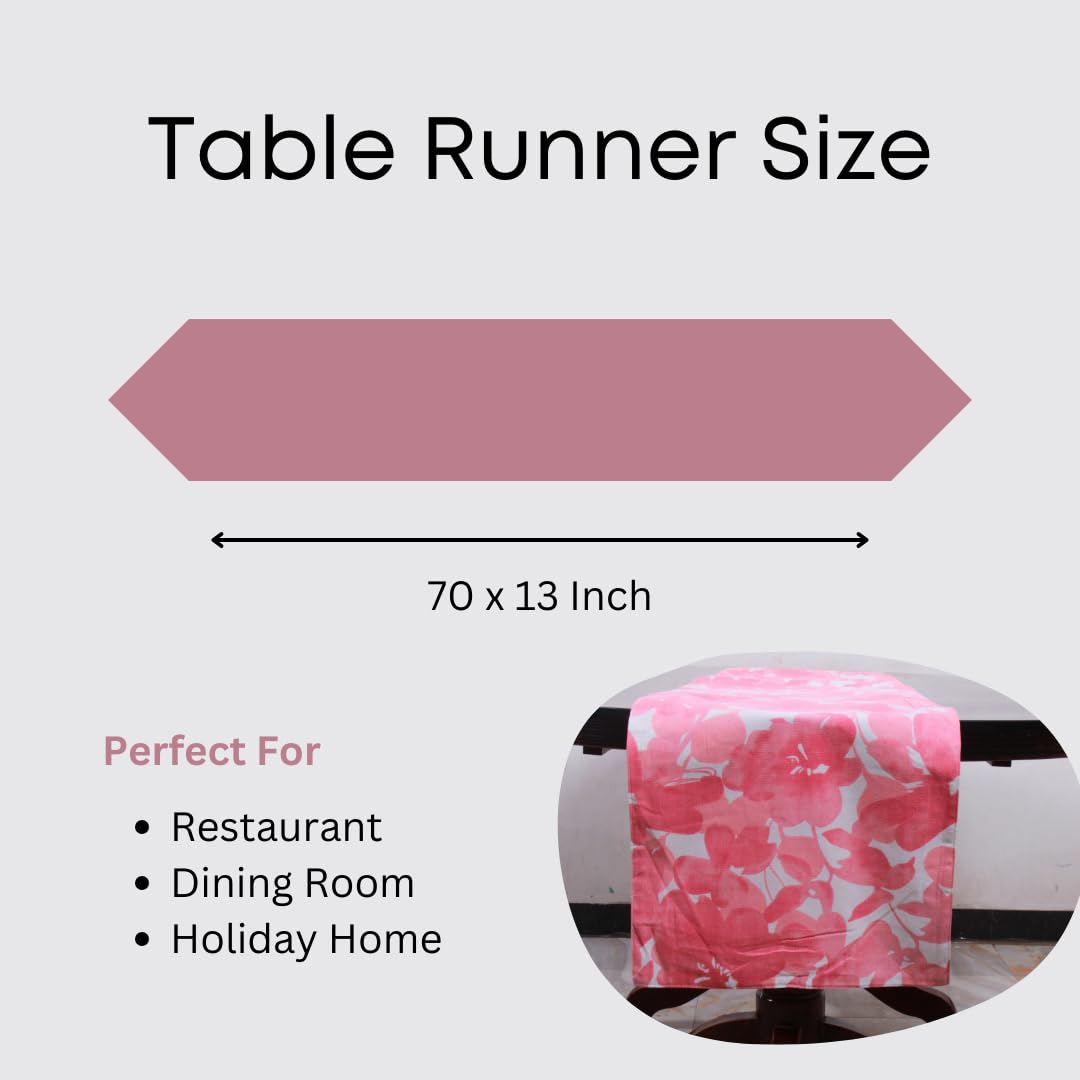 Table Runner Size
70 x 13 Inch
Perfect For
Restaurant
Dining Room
Holiday Home